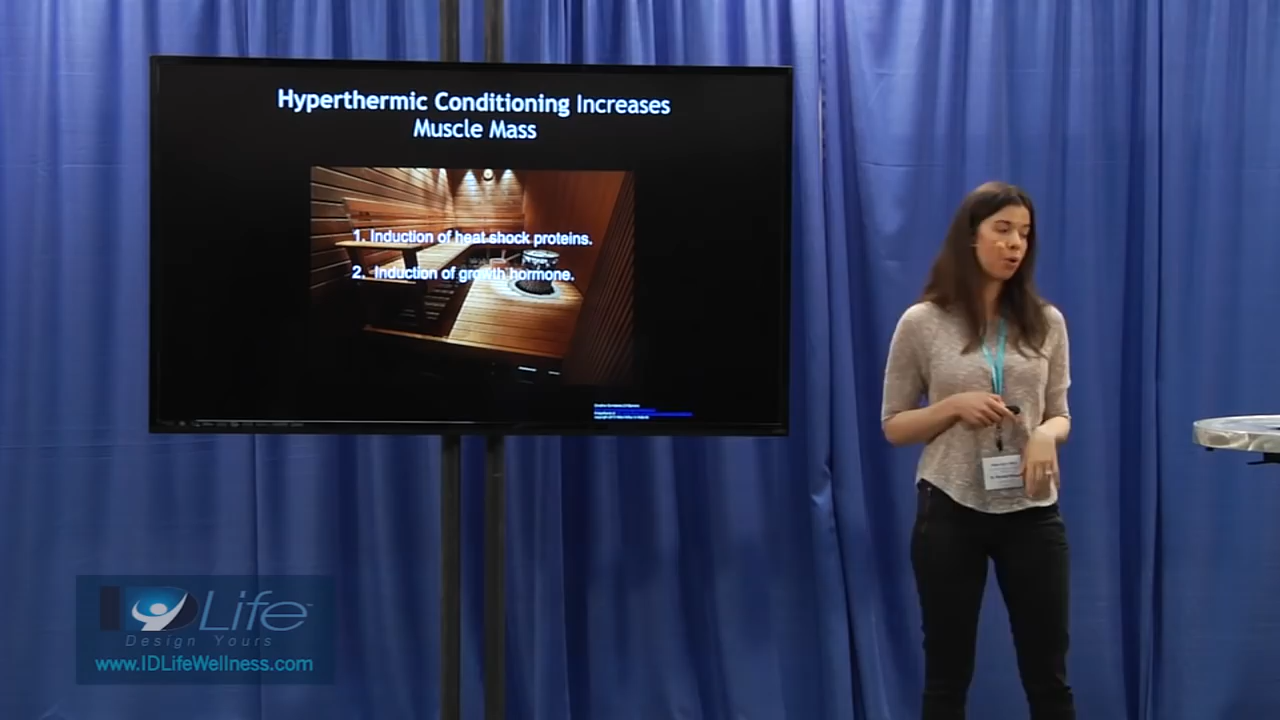 Hyperthermic Conditioning Increases
Muscle Mass
1. Induction of heat shock proteins.
2. Induction of growth hormone.
IDLife
Design Yours
www.IDLifeWellness.com